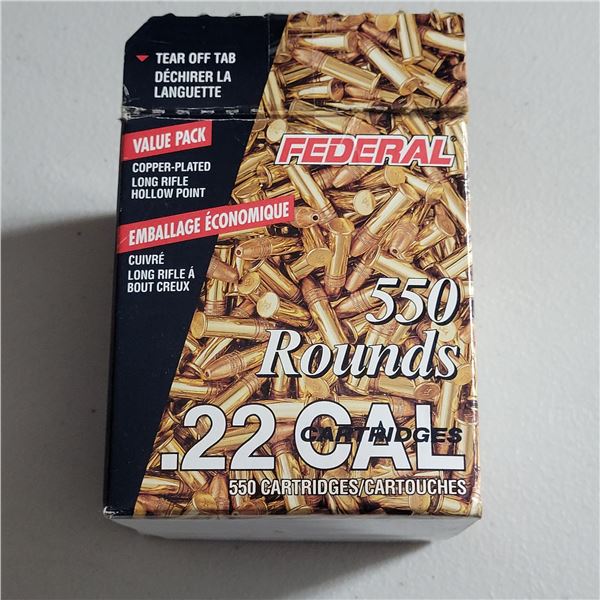 TEAR OFF TAB
DÉCHIRER LA
LANGUETTE
VALUE PACK
COPPER-PLATED
LONG RIFLE
HOLLOW POINT
EMBALLAGE ÉCONOMIQUE
CUIVRÉ
LONG RIFLE Á
BOUT CREUX
FEDERAL®
550
Rounds
.22 CAL
CARTRIDGES
550 CARTRIDGES/CARTOUCHES